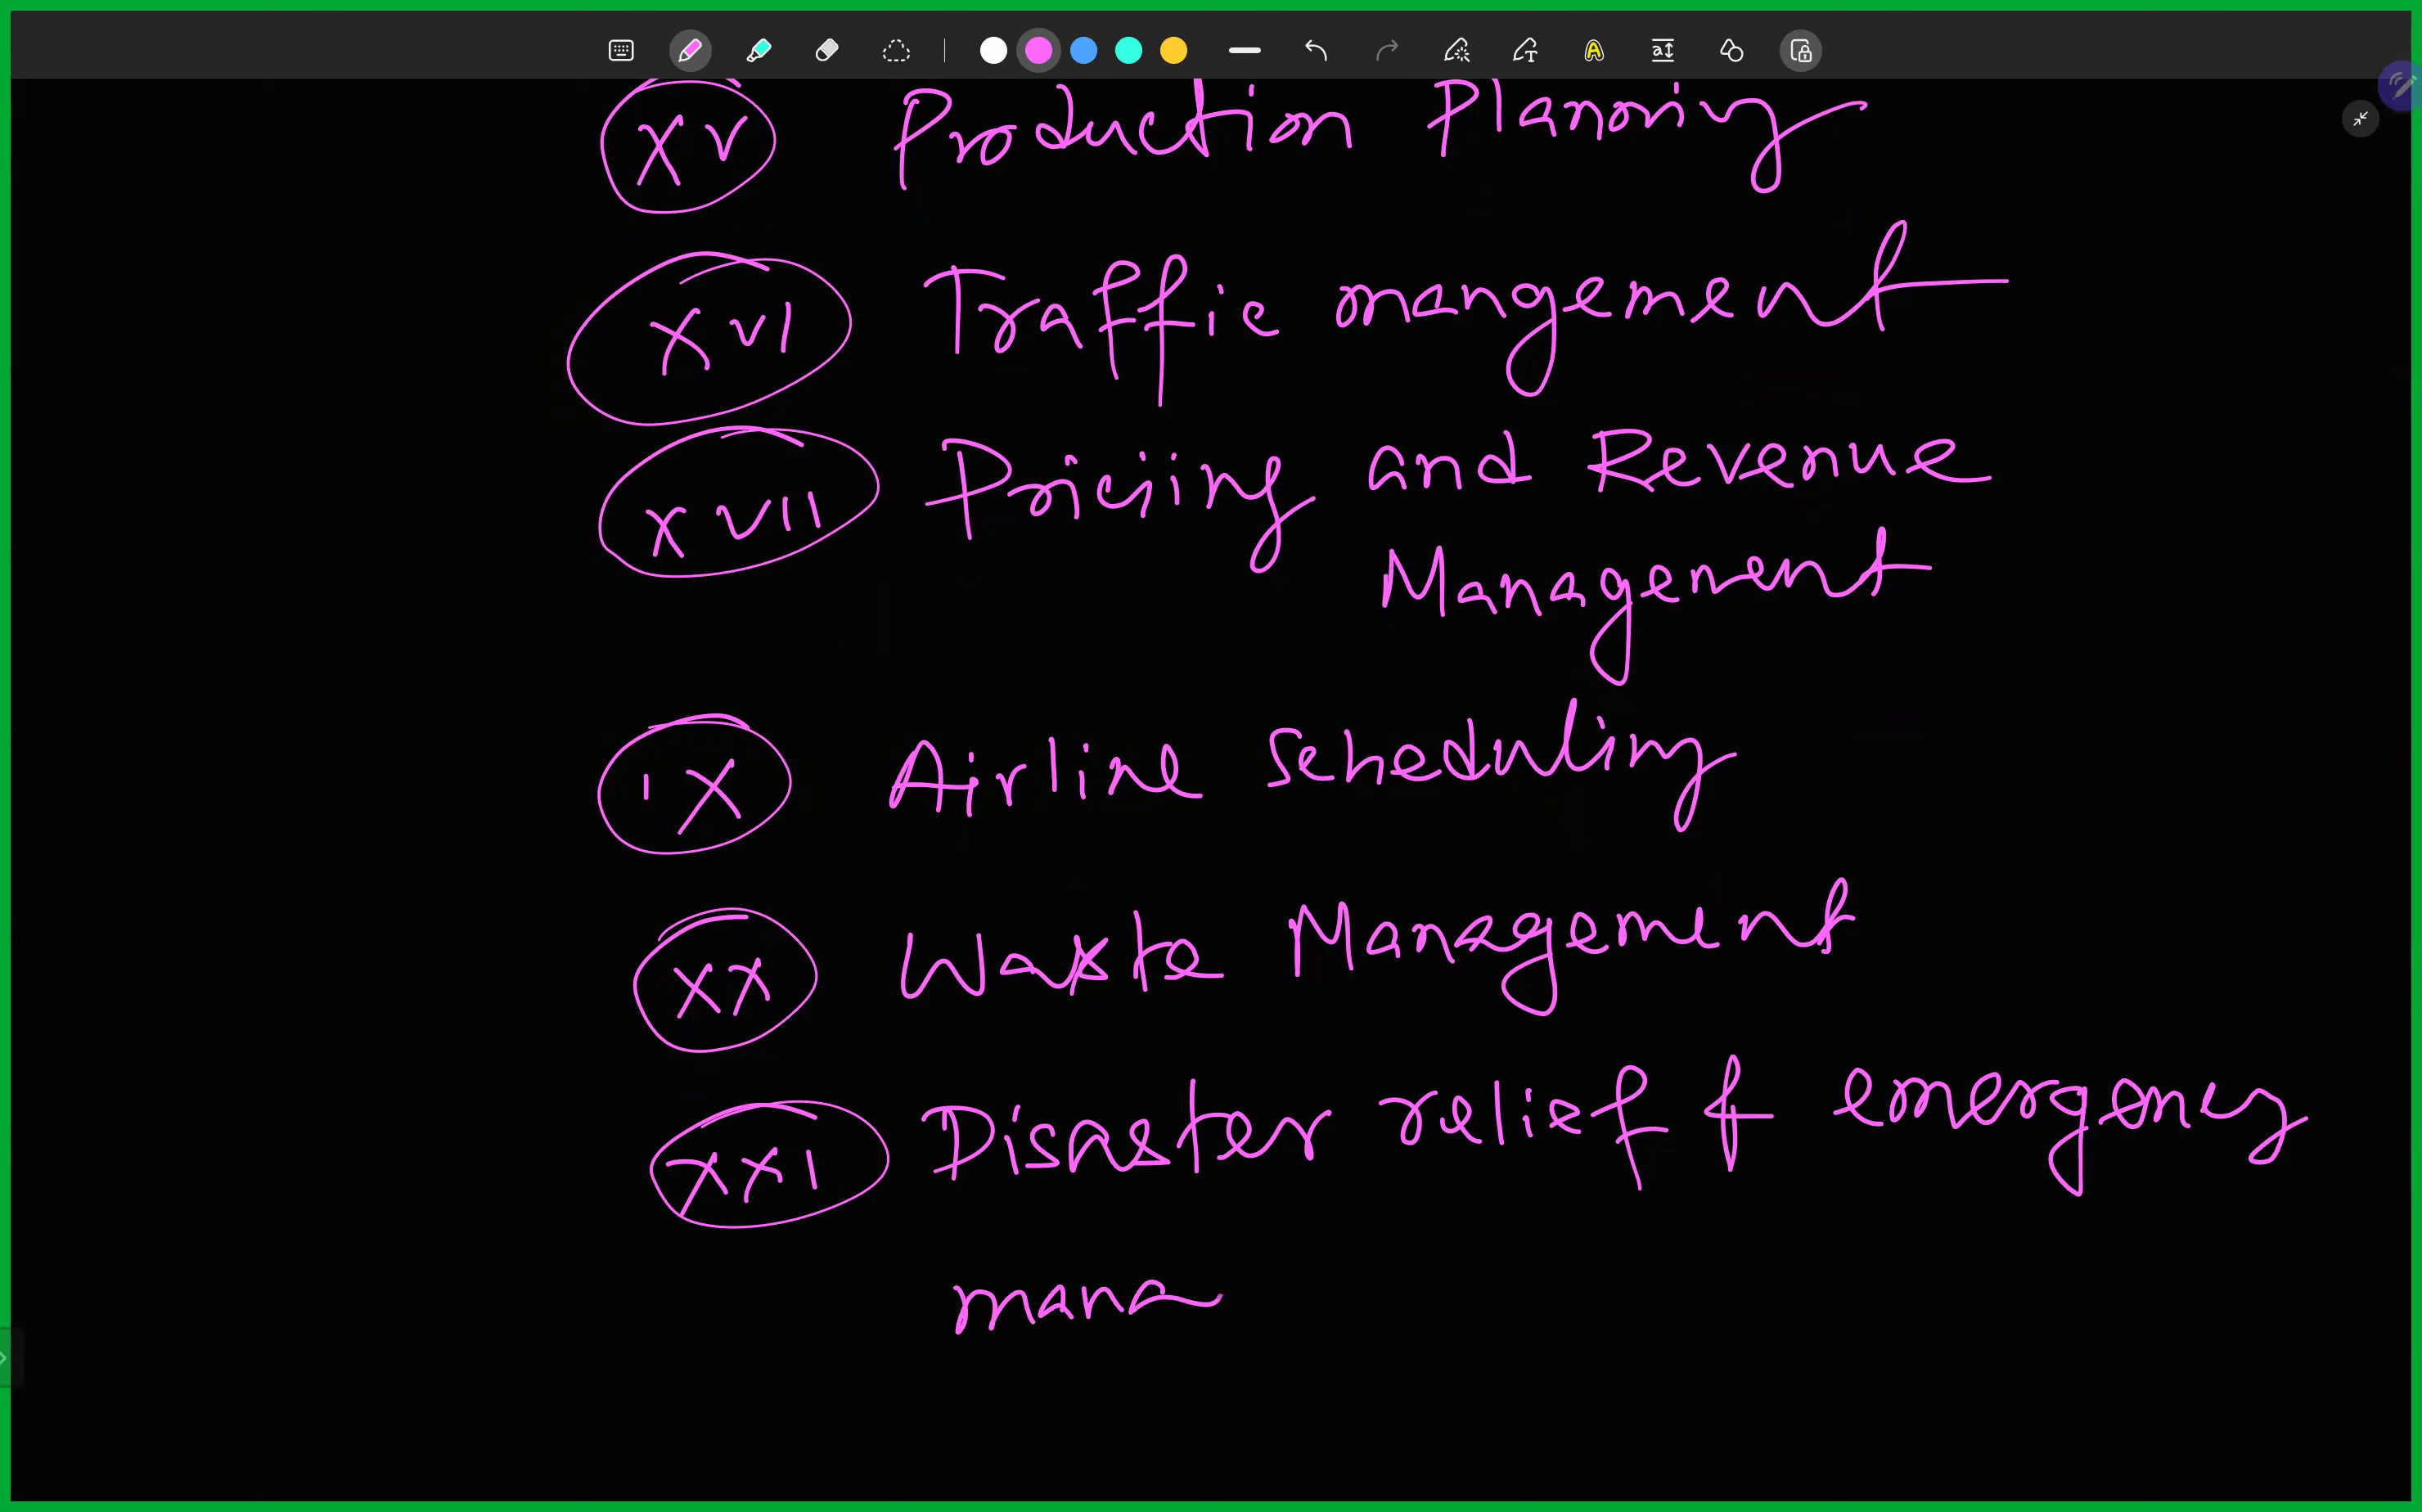 XV Production Planning
XVI Traffic mangement
XVII Priciing and Revenue
Management
IX Airline Scheduling
XX Waste Management
XXI Disaster relief & emergency
mana